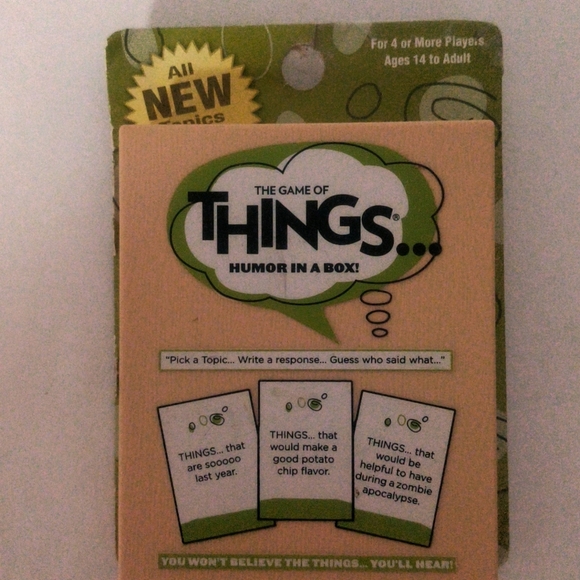 For 4 or More Players
Ages 14 to Adult
All
NEW
Topics
THE GAME OF
THINGS®...
HUMOR IN A BOX!
"Pick a Topic... Write a response... Guess who said what..."
THINGS... that
are sooooo
last year.
THINGS... that
would make a
good potato
chip flavor.
THINGS... that
would be
helpful to have
during a zombie
apocalypse.
YOU WON'T BELIEVE THE THINGS... YOU'LL HEAR!